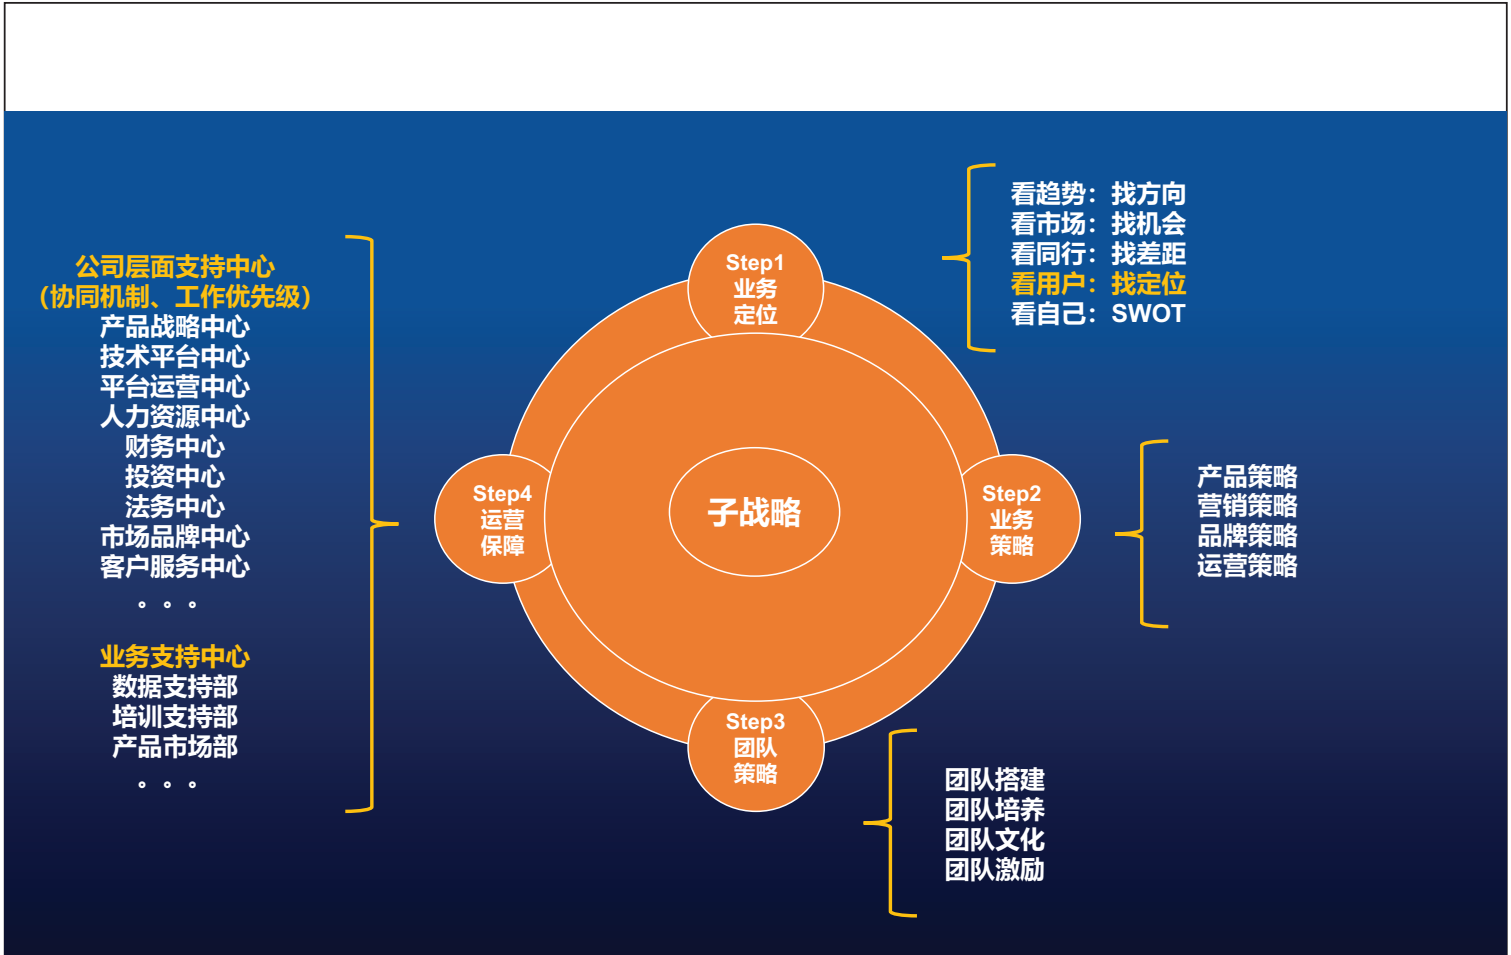 公司层面支持中心
（协同机制、工作优先级）
产品战略中心
技术平台中心
平台运营中心
人力资源中心
财务中心
投资中心
法务中心
市场品牌中心
客户服务中心
。。。
业务支持中心
数据支持部
培训支持部
产品市场部
。。。
Step1
业务
定位
看趋势：找方向
看市场：找机会
看同行：找差距
看用户：找定位
看自己：SWOT
Step4
运营
保障
子战略
Step2
业务
策略
产品策略
营销策略
品牌策略
运营策略
Step3
团队
策略
团队搭建
团队培养
团队文化
团队激励